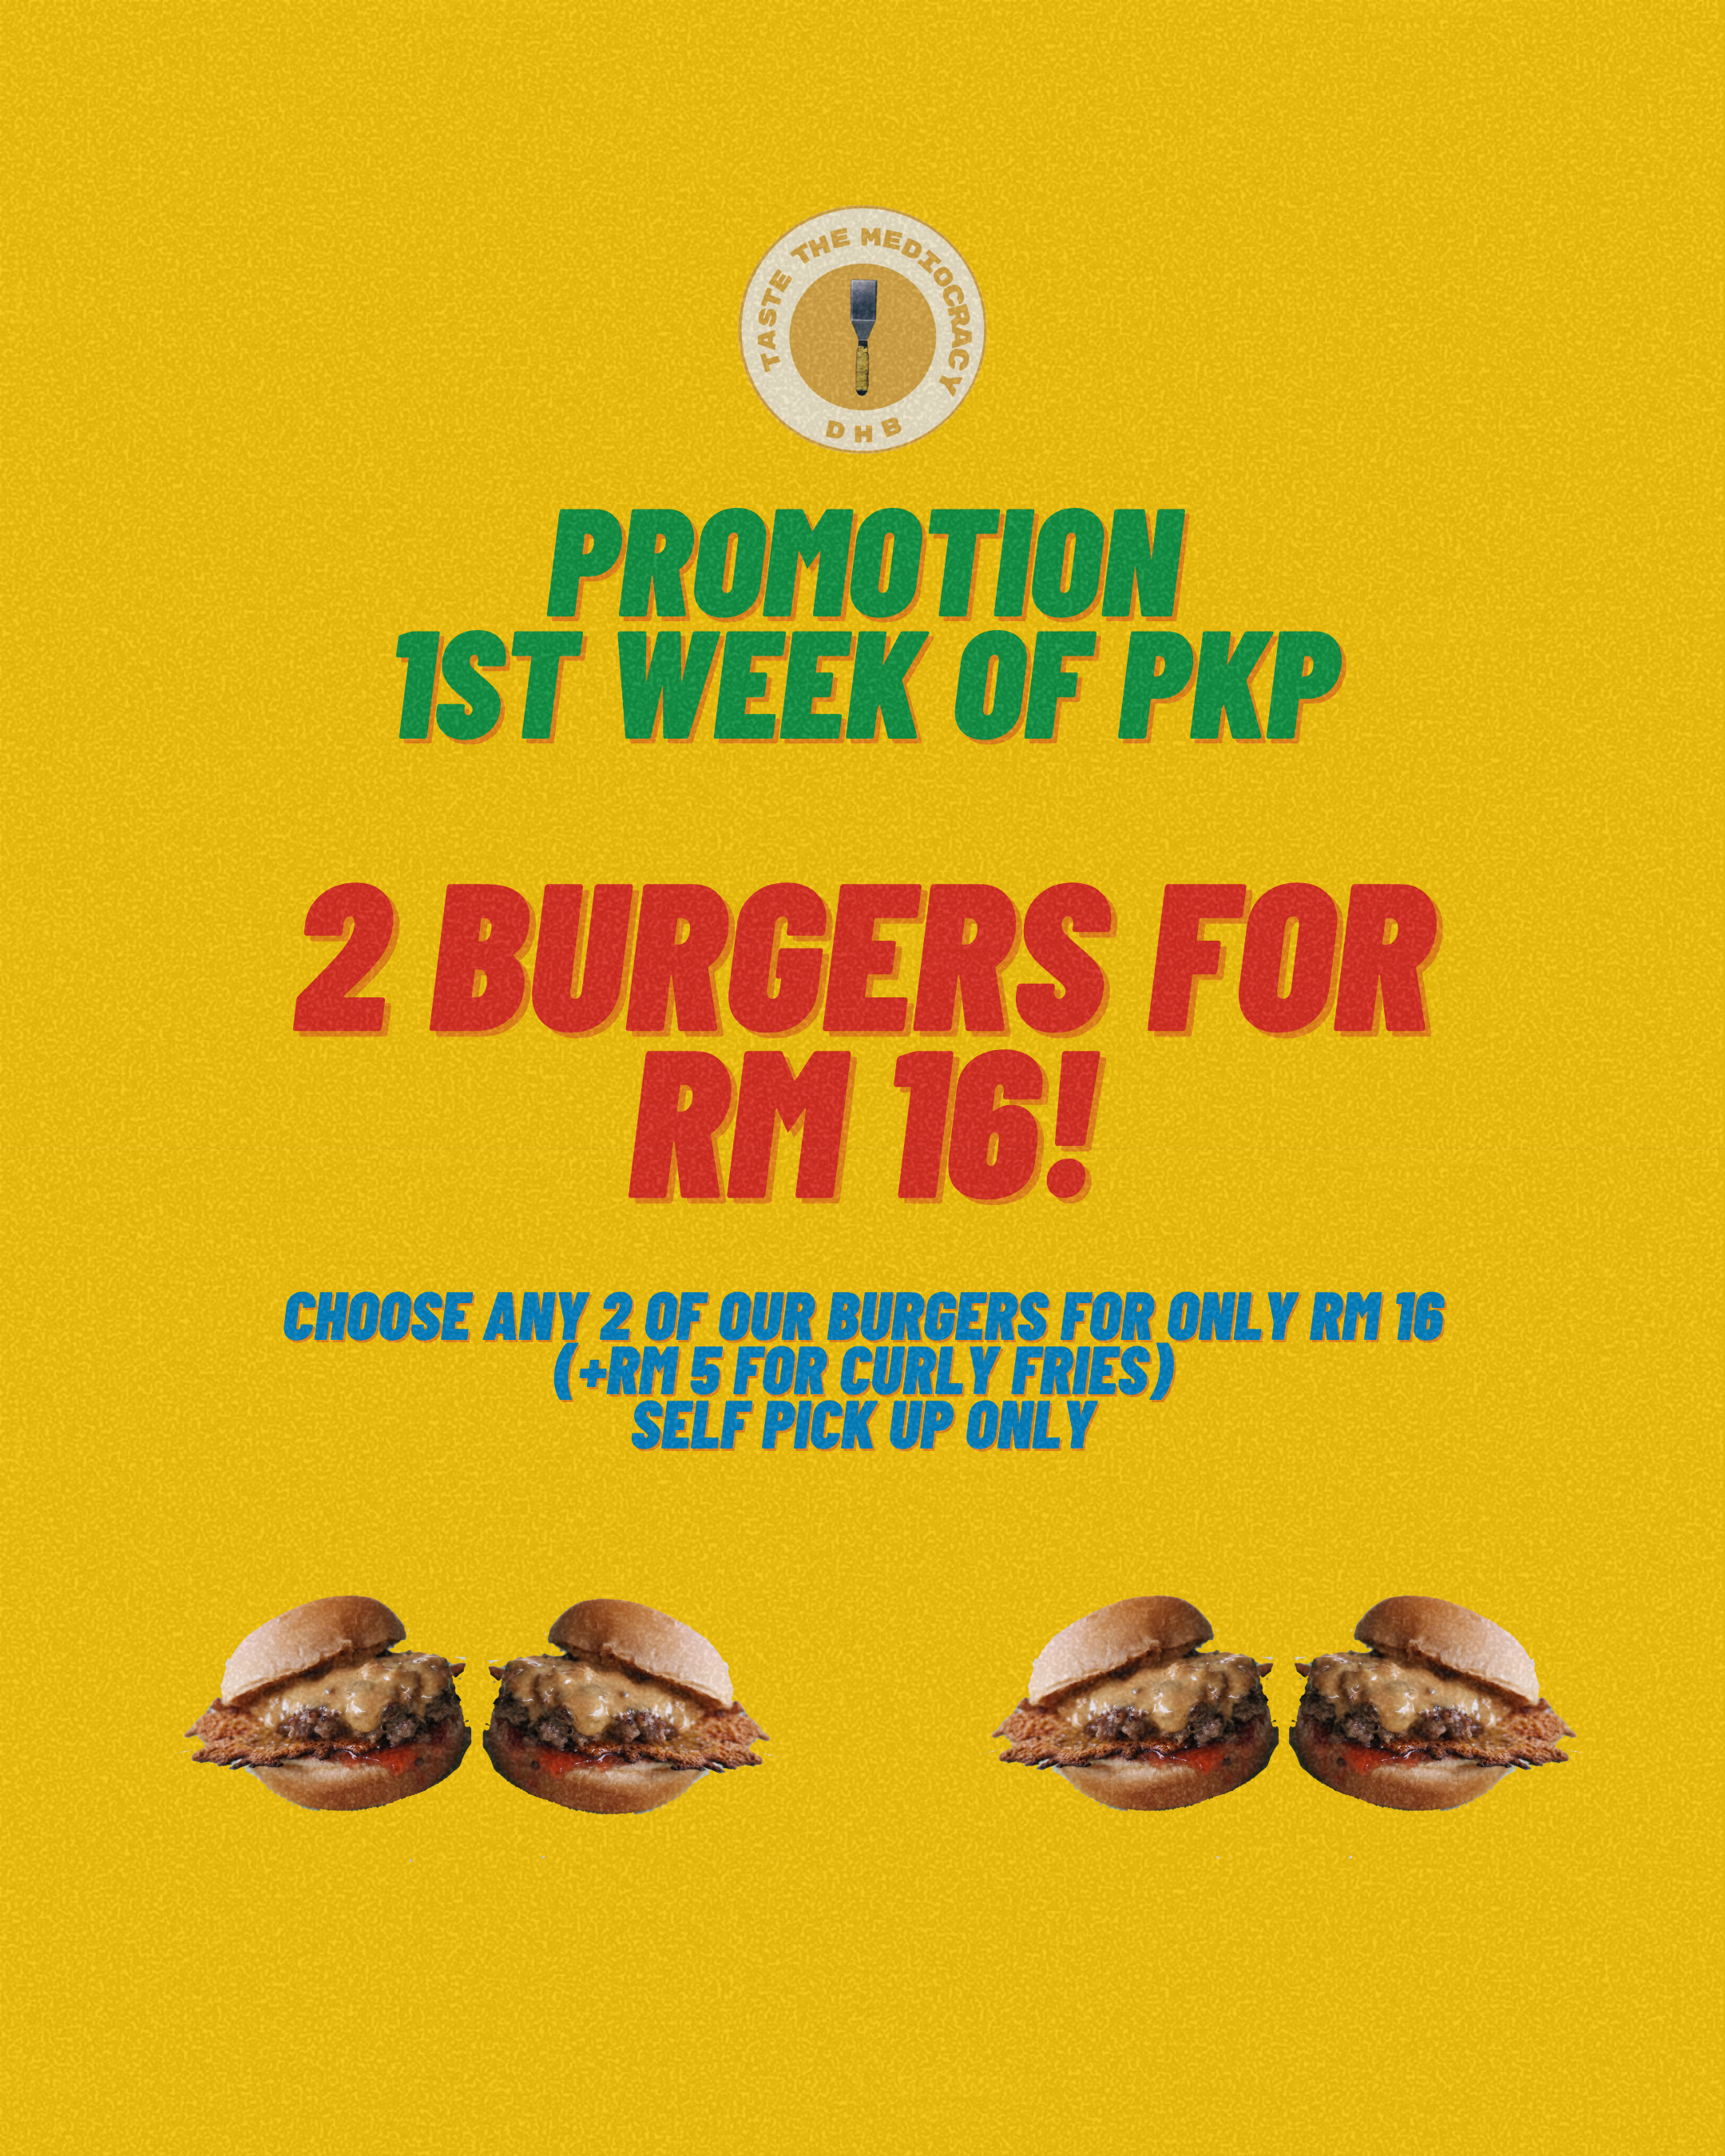 TASTE THE MEDIOCRACY
DHB
PROMOTION
1ST WEEK OF PKP
2 BURGERS FOR
RM 16!
CHOOSE ANY 2 OF OUR BURGERS FOR ONLY RM 16
(+RM 5 FOR CURLY FRIES)
SELF PICK UP ONLY